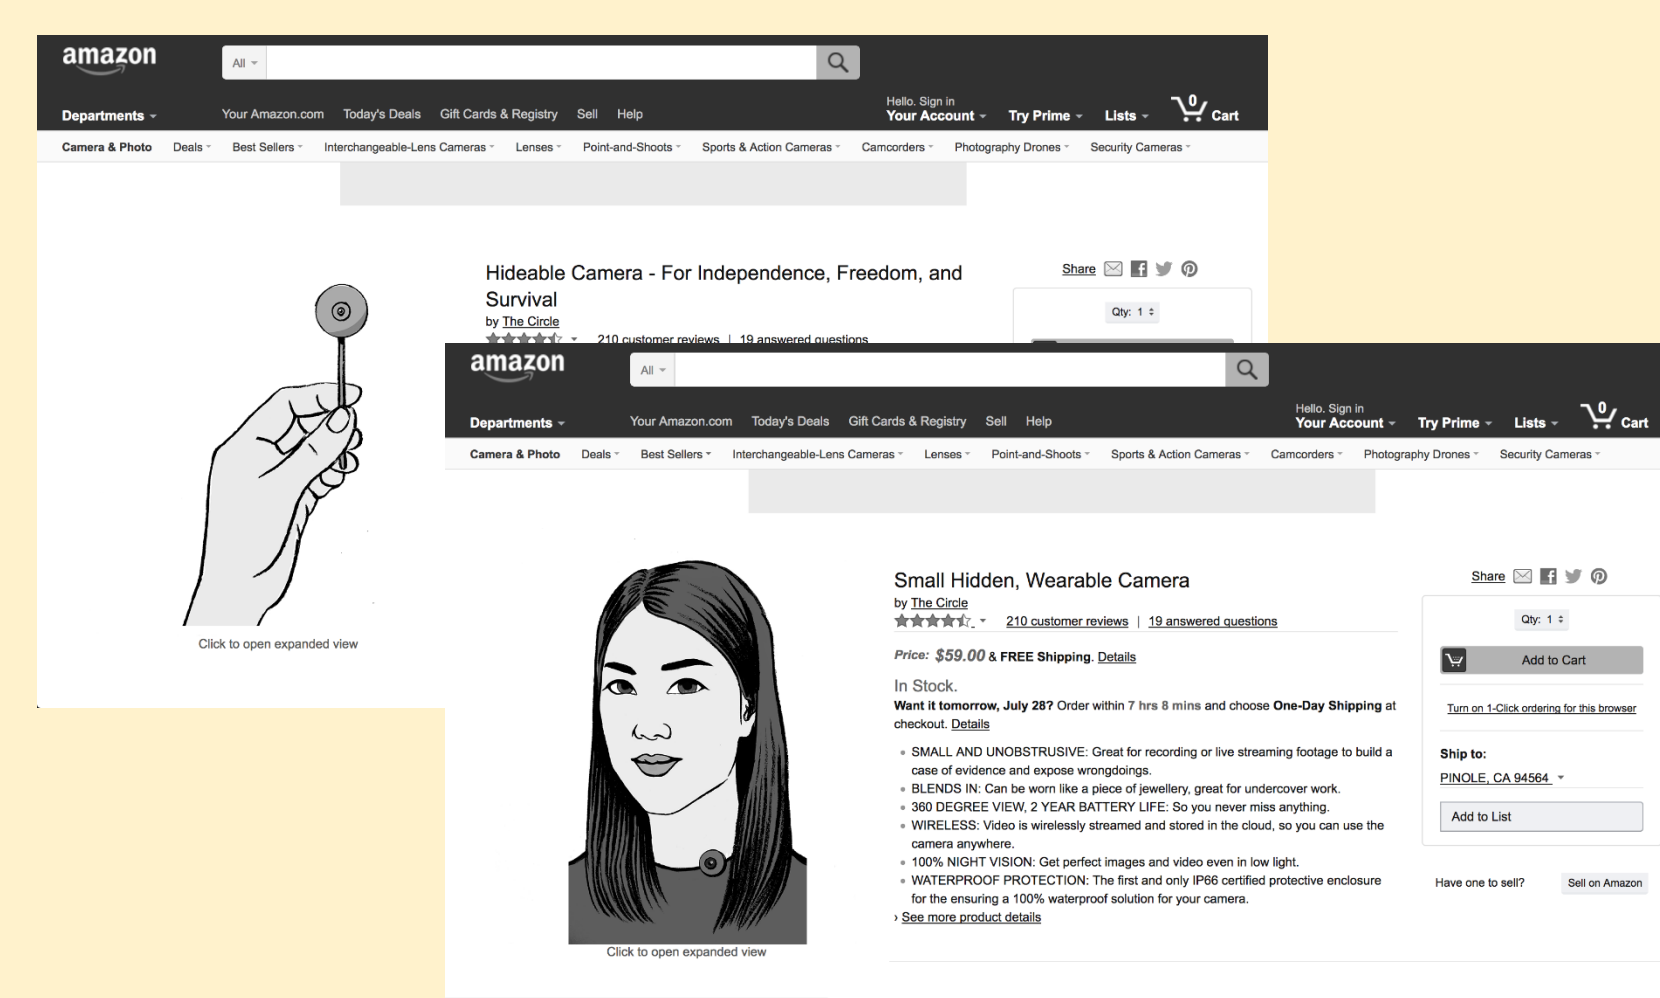 amazon
All
Departments
Your Amazon.com Today's Deals Gift Cards & Registry Sell Help
Hello. Sign in
Your Account
Try Prime
Lists
0
Cart
Camera & Photo Deals Best Sellers Interchangeable-Lens Cameras Lenses Point-and-Shoots Sports & Action Cameras Camcorders Photography Drones Security Cameras
Hideable Camera - For Independence, Freedom, and
Survival
by The Circle
210 customer reviews | 19 answered questions
Share
Qty: 1
Click to open expanded view
amazon
All
Departments
Your Amazon.com Today's Deals Gift Cards & Registry Sell Help
Hello. Sign in
Your Account
Try Prime
Lists
0
Cart
Camera & Photo Deals Best Sellers Interchangeable-Lens Cameras Lenses Point-and-Shoots Sports & Action Cameras Camcorders Photography Drones Security Cameras
Small Hidden, Wearable Camera
by The Circle
210 customer reviews | 19 answered questions
Price: $59.00 & FREE Shipping. Details
In Stock.
Want it tomorrow, July 28? Order within 7 hrs 8 mins and choose One-Day Shipping at
checkout. Details
SMALL AND UNOBSTRUSIVE: Great for recording or live streaming footage to build a
case of evidence and expose wrongdoings.
BLENDS IN: Can be worn like a piece of jewellery, great for undercover work.
360 DEGREE VIEW, 2 YEAR BATTERY LIFE: So you never miss anything.
WIRELESS: Video is wirelessly streamed and stored in the cloud, so you can use the
camera anywhere.
100% NIGHT VISION: Get perfect images and video even in low light.
WATERPROOF PROTECTION: The first and only IP66 certified protective enclosure
for the ensuring a 100% waterproof solution for your camera.
› See more product details
Click to open expanded view
Share
Qty: 1
Add to Cart
Turn on 1-Click ordering for this browser
Ship to:
PINOLE, CA 94564
Add to List
Have one to sell? Sell on Amazon